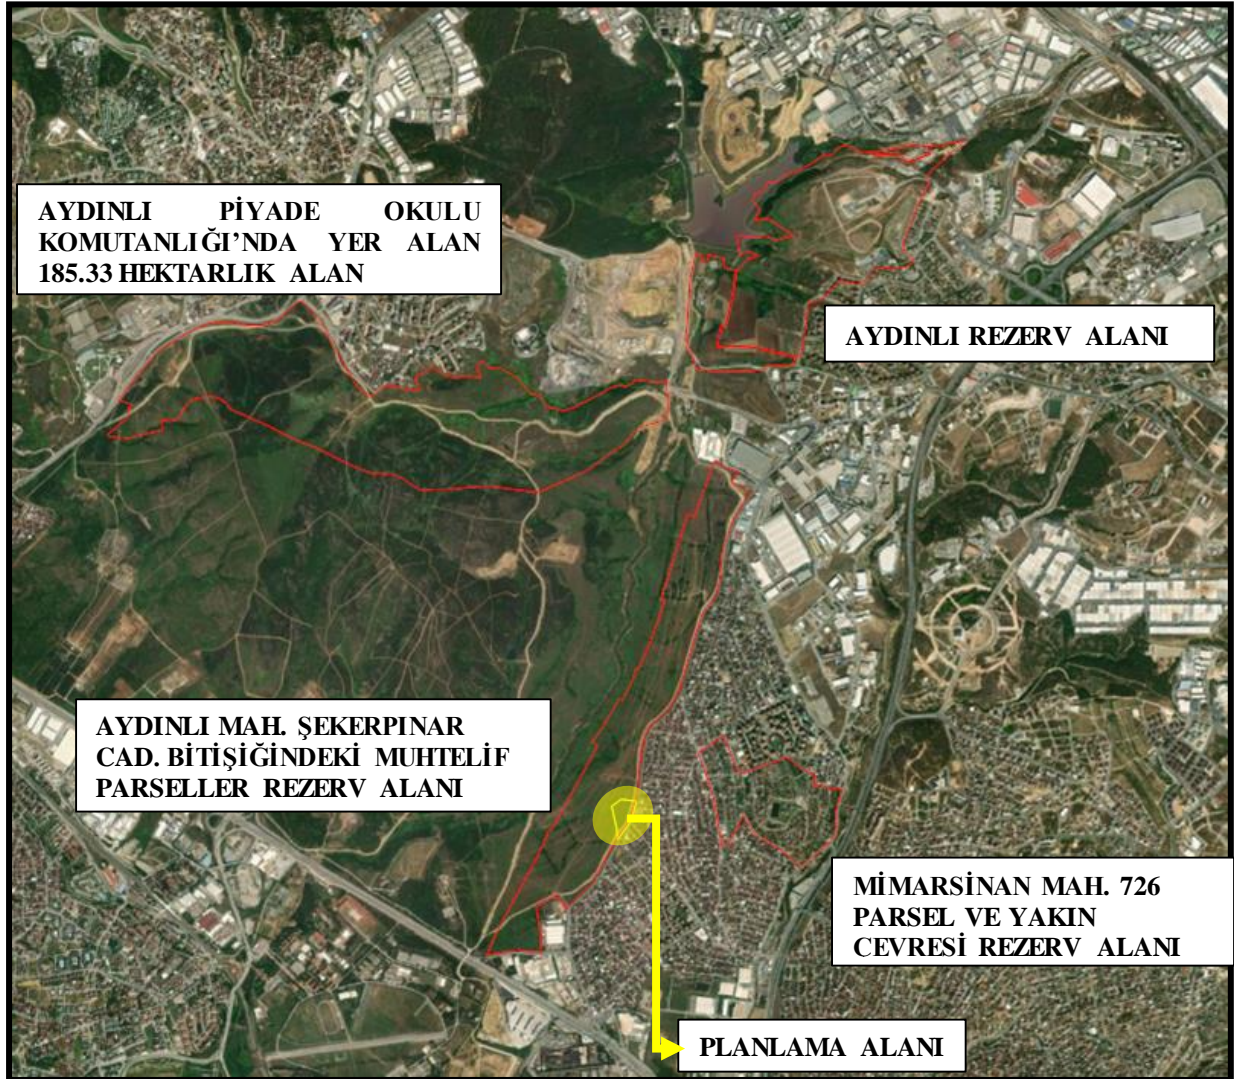 AYDINLI PİYADE OKULU
KOMUTANLIĞI’NDA YER ALAN
185.33 HEKTARLIK ALAN
AYDINLI REZERV ALANI
AYDINLI MAH. ŞEKERPINAR
CAD. BİTİŞİĞİNDEKİ MUHTELİF
PARSELLER REZERV ALANI
MİMARSİNAN MAH. 726
PARSEL VE YAKIN
CEVRESİ REZERV ALANI
PLANLAMA ALANI